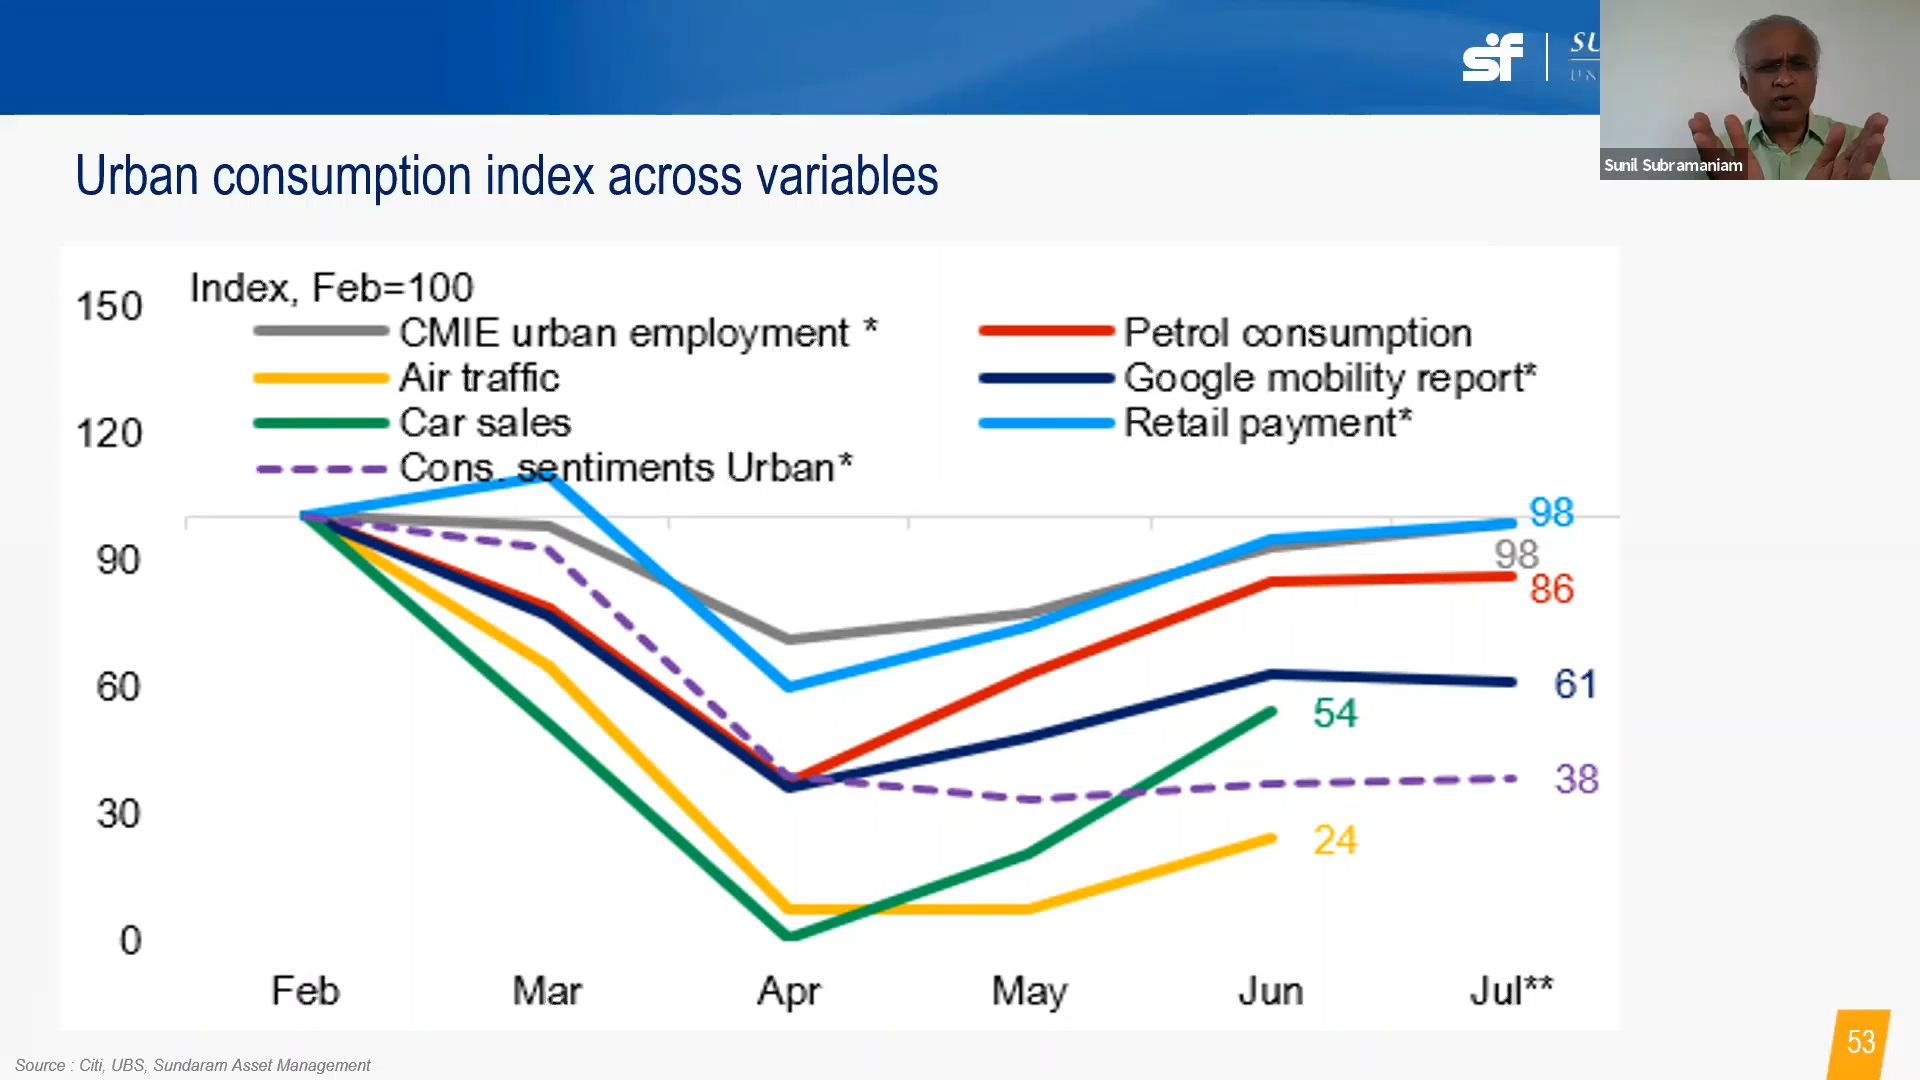 sf
Sunil Subramaniam
Urban consumption index across variables
Index, Feb=100
CMIE urban employment *
Petrol consumption
Air traffic
Google mobility report*
Car sales
Retail payment*
Cons. sentiments Urban*
150
120
90
60
30
0
98
98
86
61
54
38
24
Feb Mar Apr May Jun Jul**
Source : Citi, UBS, Sundaram Asset Management
53